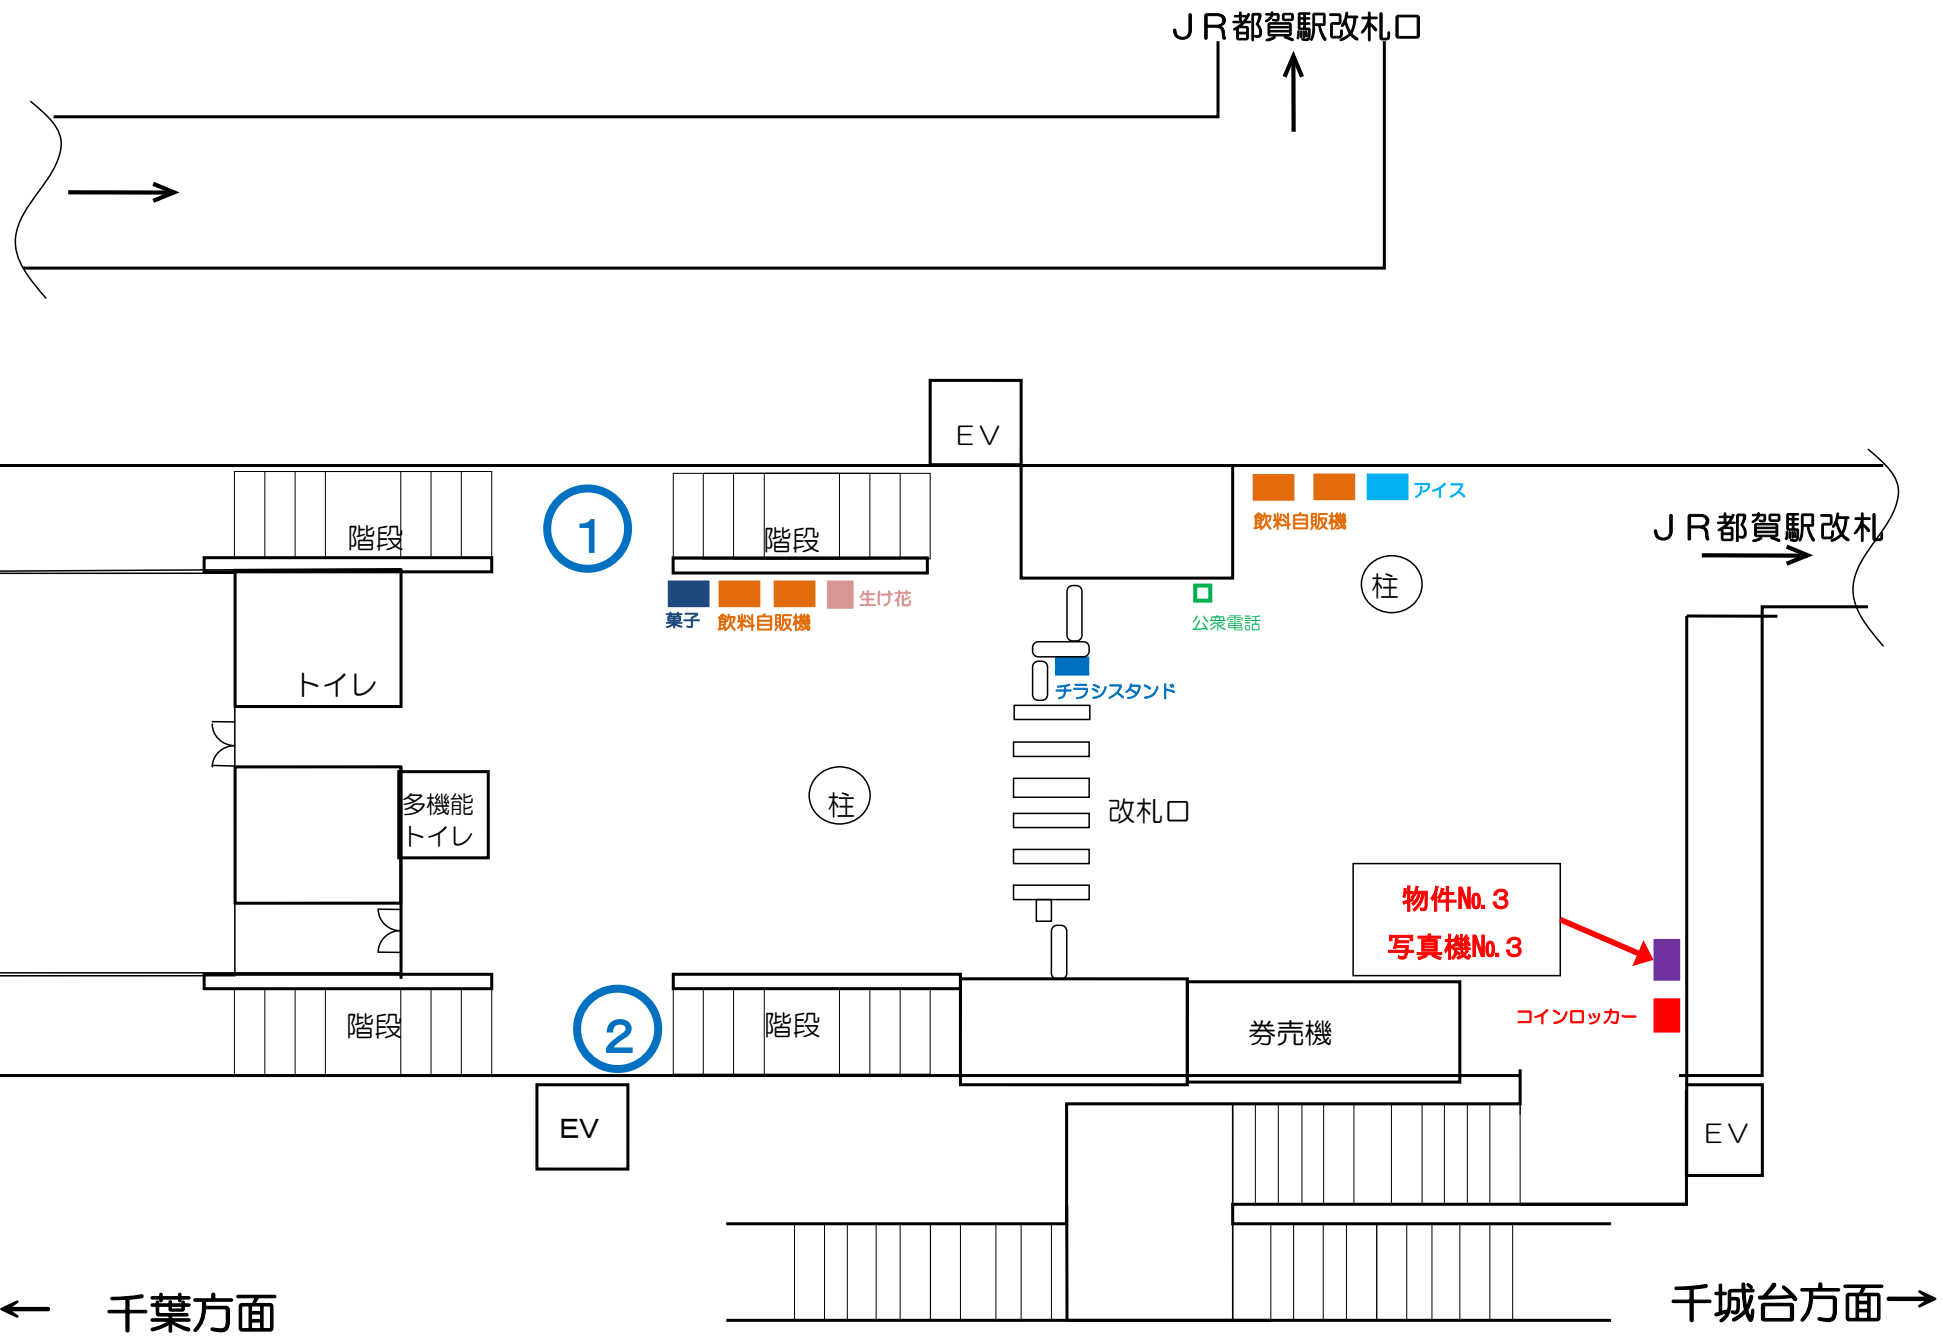 ＪＲ都賀駅改札口
ＥＶ
階段
1
階段
飲料自販機
アイス
ＪＲ都賀駅改札
柱
菓子
飲料自販機
生け花
公衆電話
トイレ
チラシスタンド
多機能
トイレ
柱
改札口
物件№３
写真機№３
コインロッカー
階段
2
階段
券売機
EV
ＥＶ
千葉方面
千城台方面